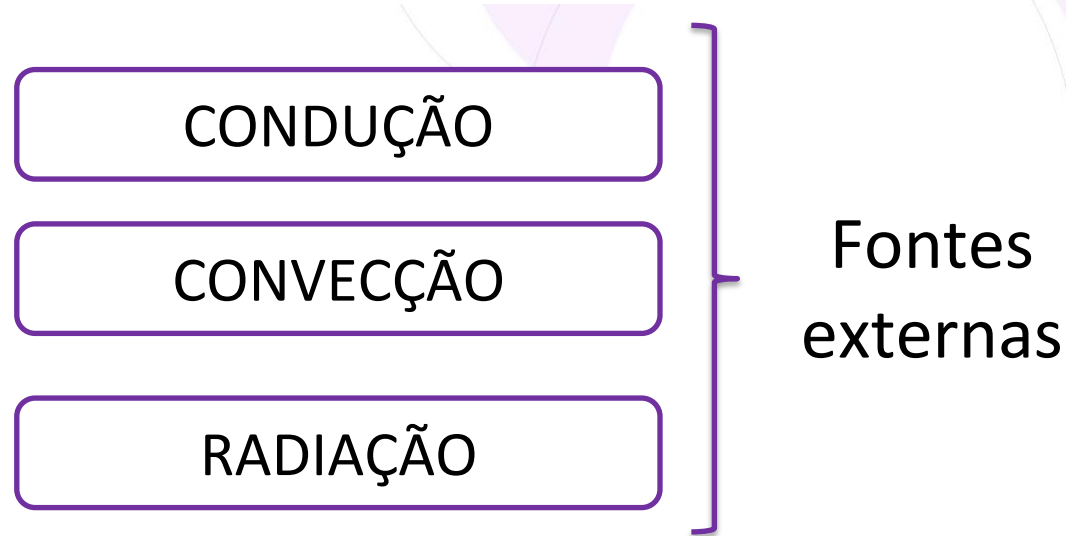 CONDUÇÃO
CONVECÇÃO
RADIAÇÃO
Fontes
externas